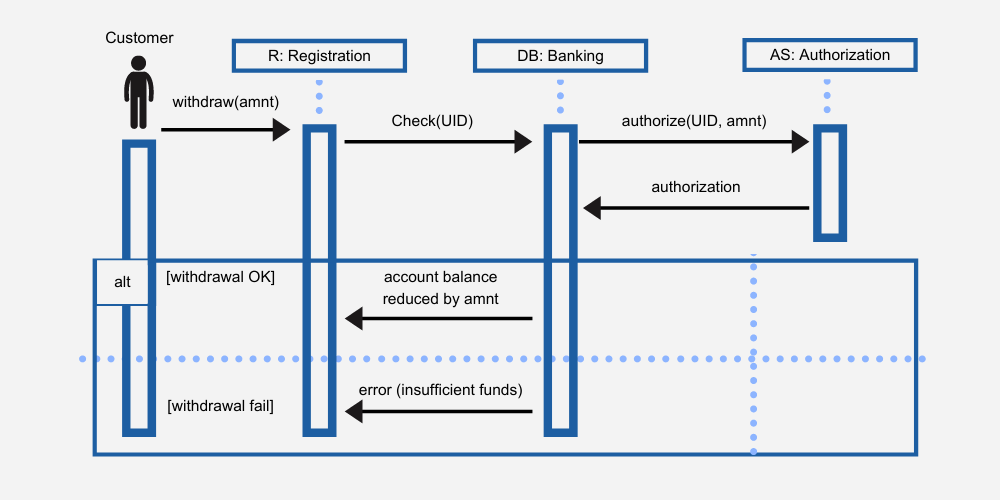 Customer
R: Registration
DB: Banking
AS: Authorization
withdraw(amnt)
Check(UID)
authorize(UID, amnt)
authorization
alt
[withdrawal OK]
account balance
reduced by amnt
error (insufficient funds)
[withdrawal fail]